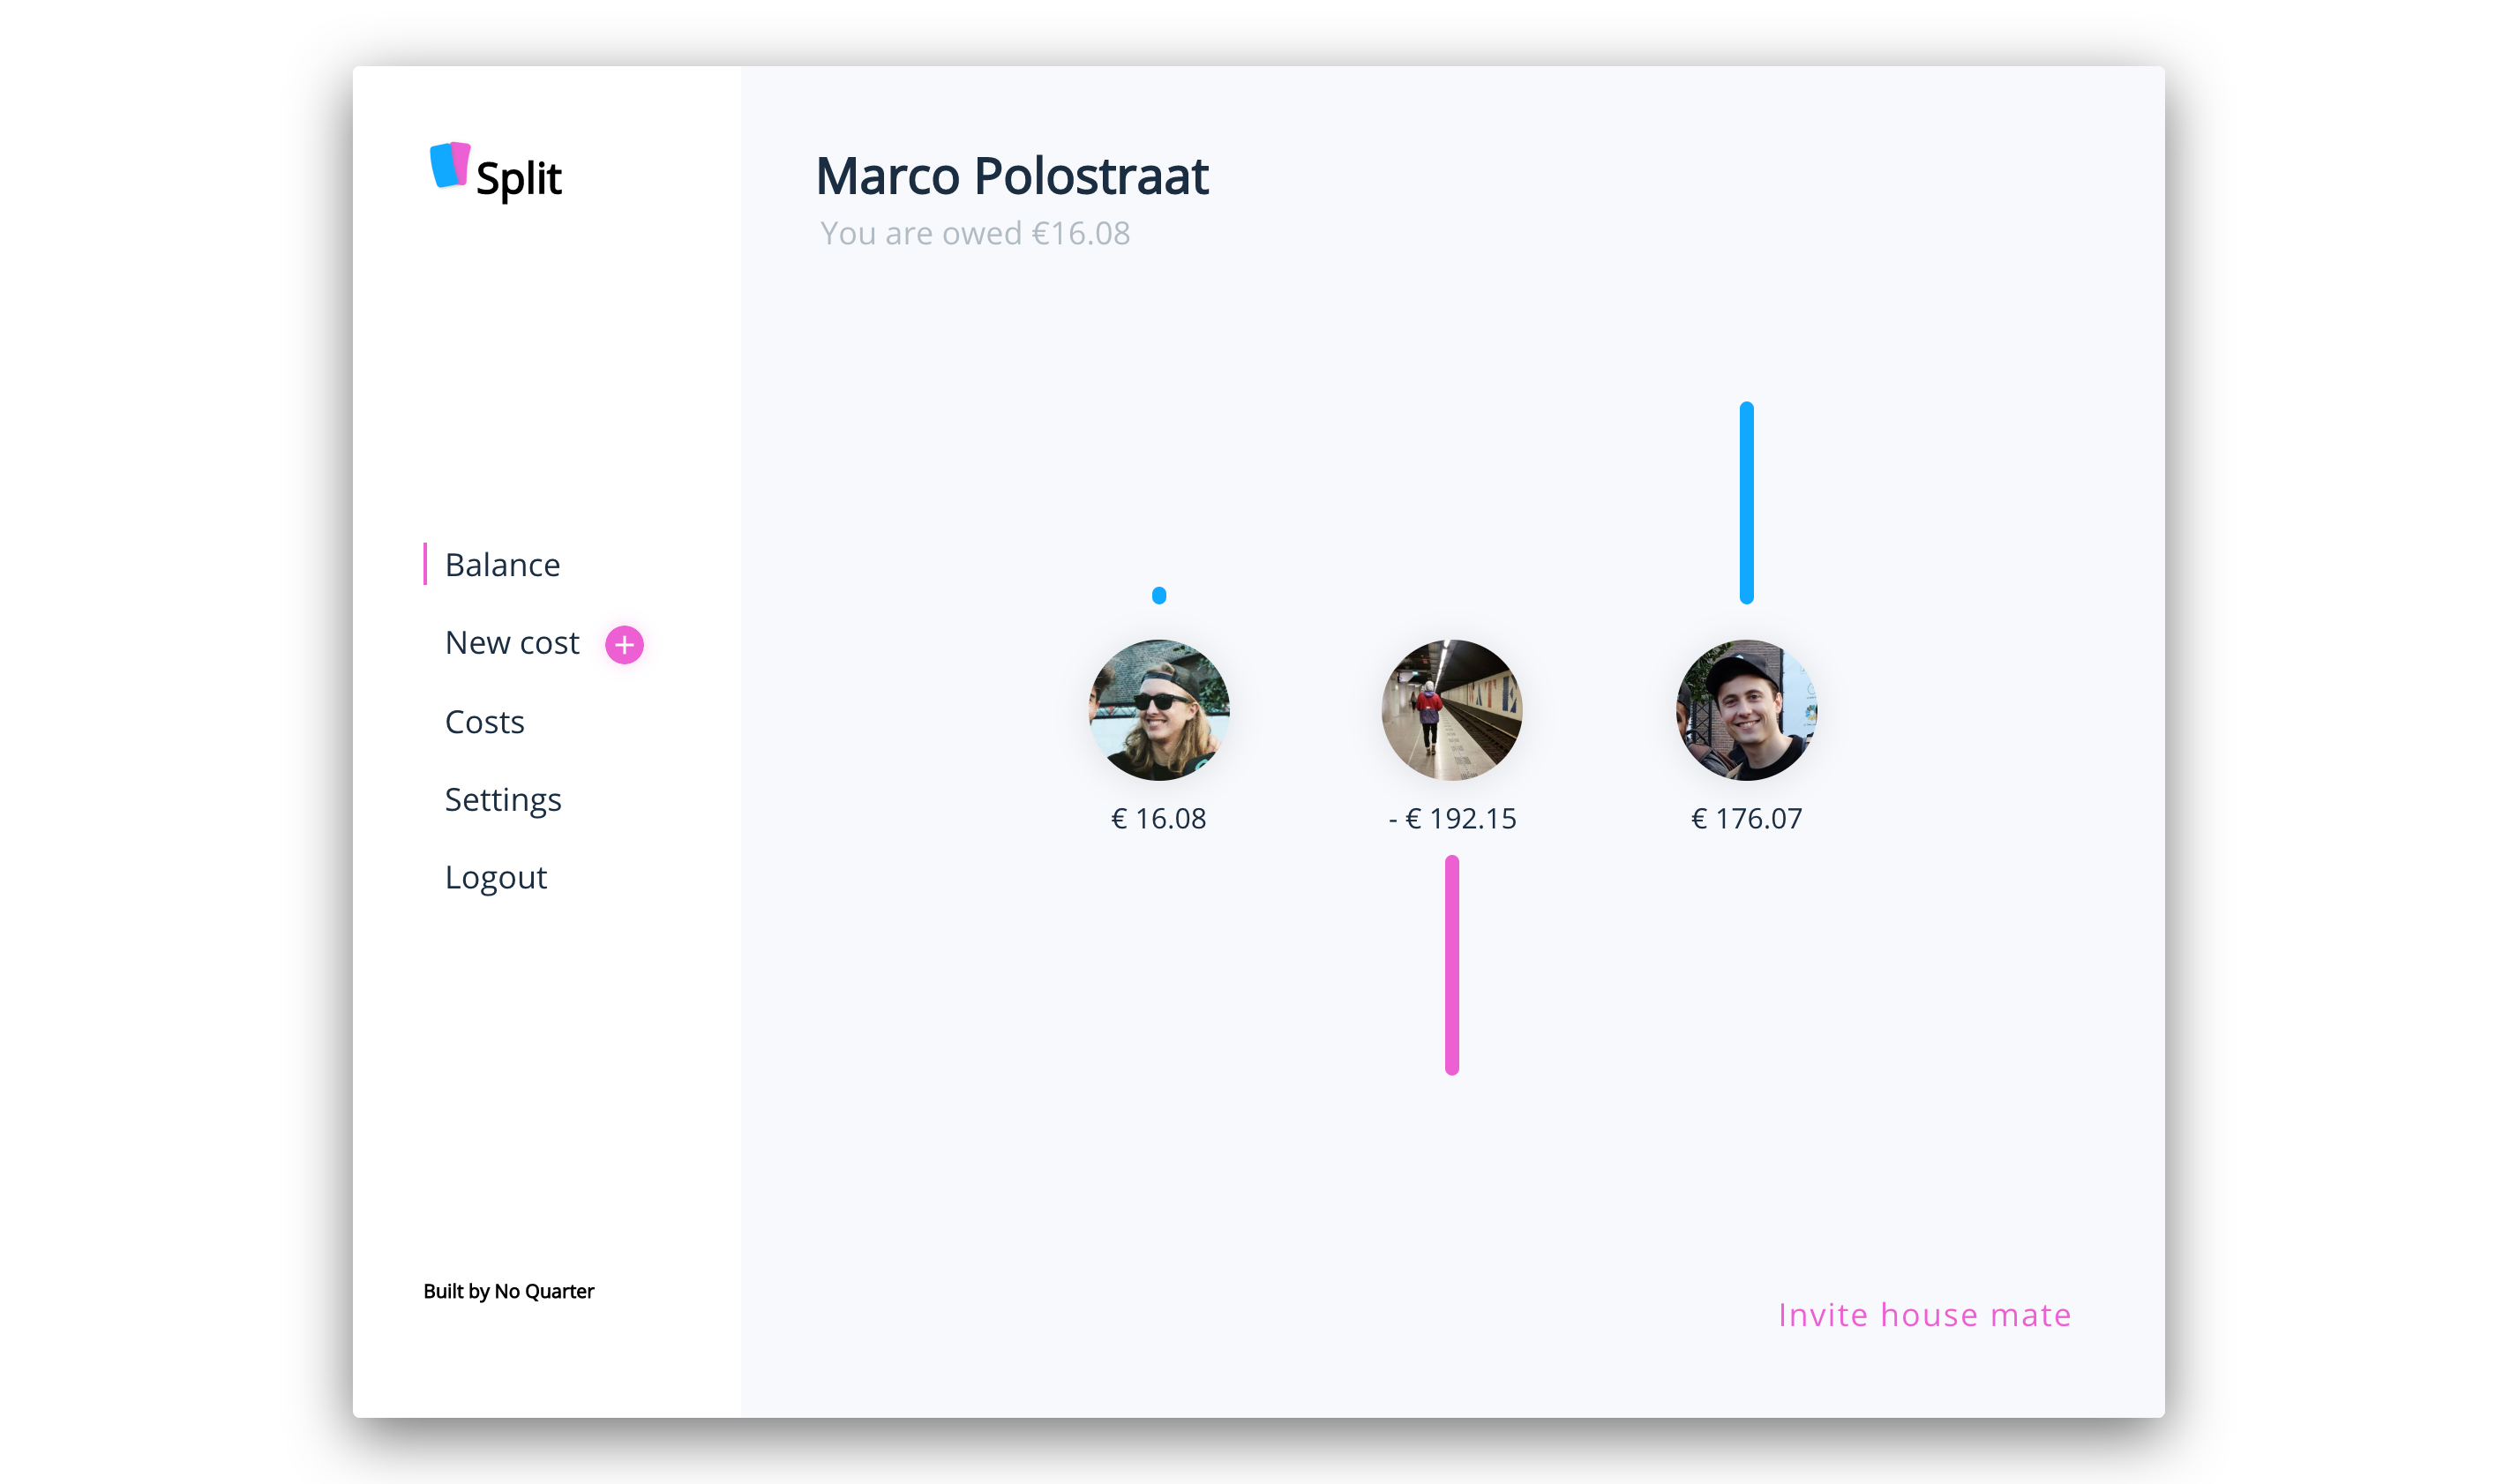 Split
Marco Polostraat
You are owed €16.08
Balance
New cost
Costs
Settings
Logout
€ 16.08
- € 192.15
€ 176.07
Built by No Quarter
Invite house mate